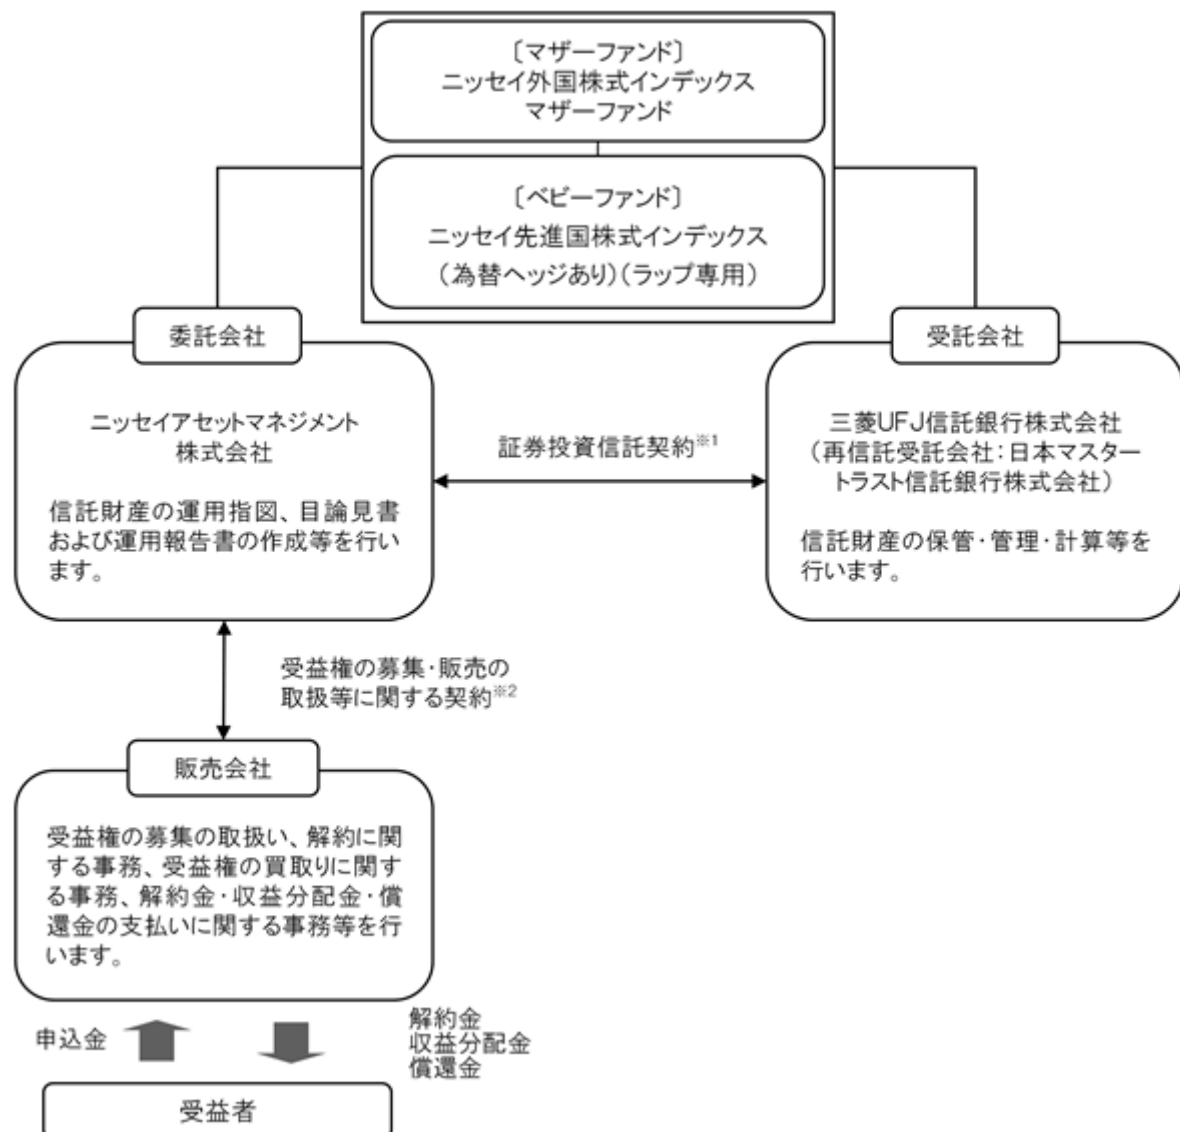 〔マザーファンド〕
ニッセイ外国株式インデックス
マザーファンド
〔ベビーファンド〕
ニッセイ先進国株式インデックス
（為替ヘッジあり）（ラップ専用）
委託会社
ニッセイアセットマネジメント
株式会社
信託財産の運用指図、目論見書
および運用報告書の作成等を行い
ます。
証券投資信託契約※1
受託会社
三菱UFJ信託銀行株式会社
（再信託受託会社：日本マスター
トラスト信託銀行株式会社）
信託財産の保管・管理・計算等を
行います。
受益権の募集・販売の
取扱等に関する契約※2
販売会社
受益権の募集の取扱い、解約に関
する事務、受益権の買取りに関す
る事務、解約金・収益分配金・償
還金の支払いに関する事務等を行
います。
申込金
解約金
収益分配金
償還金
受益者